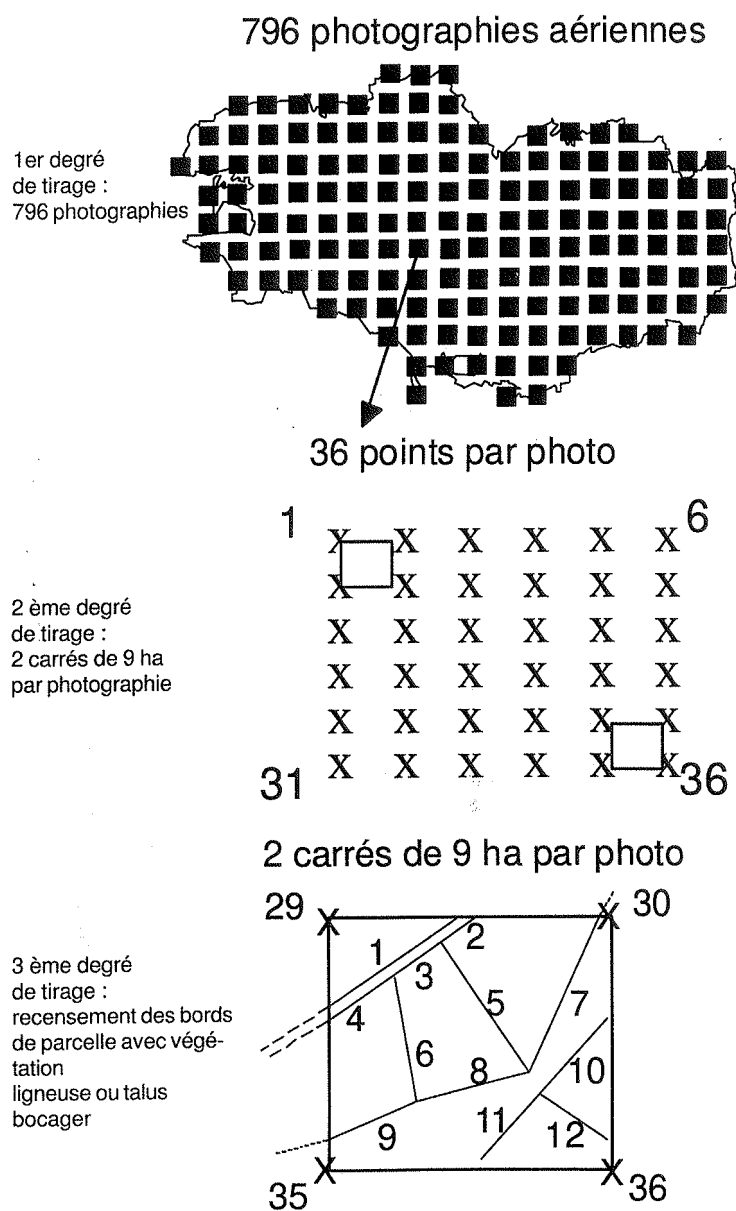 796 photographies aériennes
1er degré
de tirage :
796 photographies
36 points par photo
1
6
X X X X X X
X X X X X X
2 ème degré
de tirage :
2 carrés de 9 ha
par photographie
X X X X X X
X X X X X X
X X X X X X
31
X X X X X X
36
2 carrés de 9 ha par photo
29
X
X
30
1
2
3
4
5
6
7
8
9
10
11
12
3 ème degré
de tirage :
recensement des bords
de parcelle avec végé-
tation
ligneuse ou talus
bocager
35
X
X
36